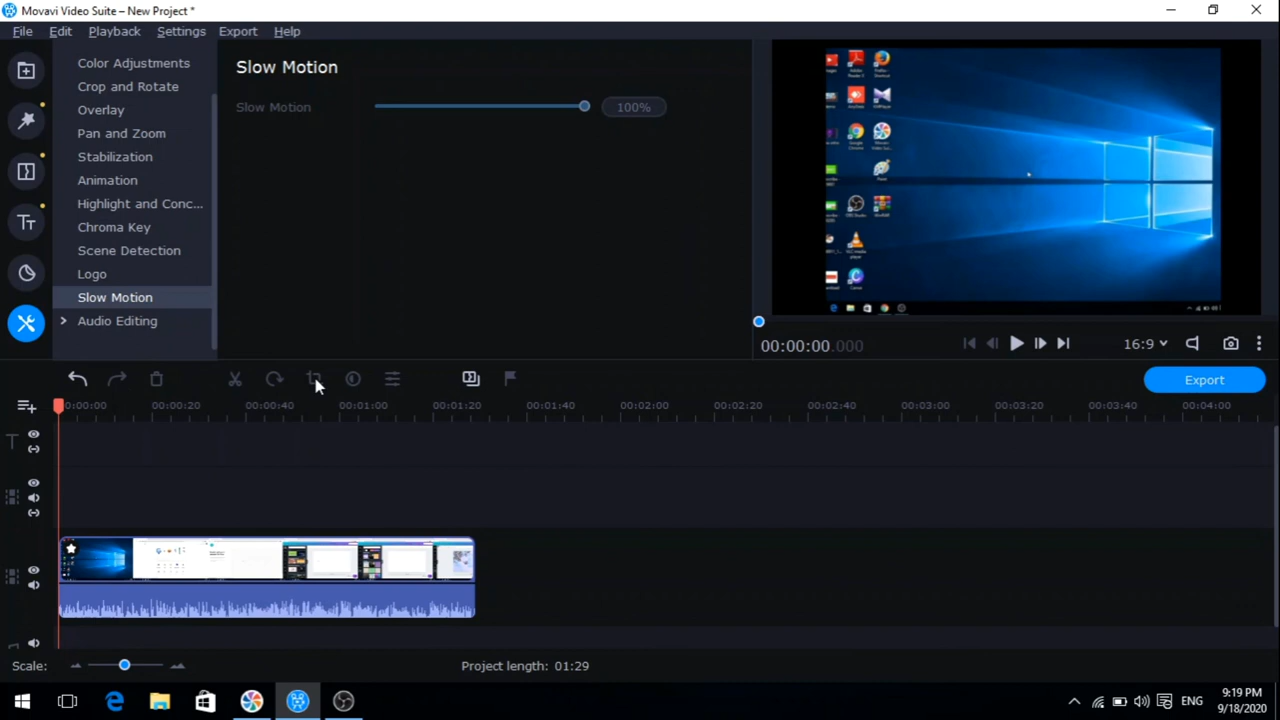 Movavi Video Suite – New Project *
File Edit Playback Settings Export Help
Color Adjustments
Crop and Rotate
Overlay
Pan and Zoom
Stabilization
Animation
Highlight and Conc...
Chroma Key
Scene Detection
Logo
Slow Motion
Audio Editing
Slow Motion
Slow Motion 100%
00:00:00.000
16:9
Export
0:00:00 00:00:20 00:00:40 00:01:00 00:01:20 00:01:40 00:02:00 00:02:20 00:02:40 00:03:00 00:03:20 00:03:40 00:04:00
Scale:
Project length: 01:29
ENG
9:19 PM
9/18/2020